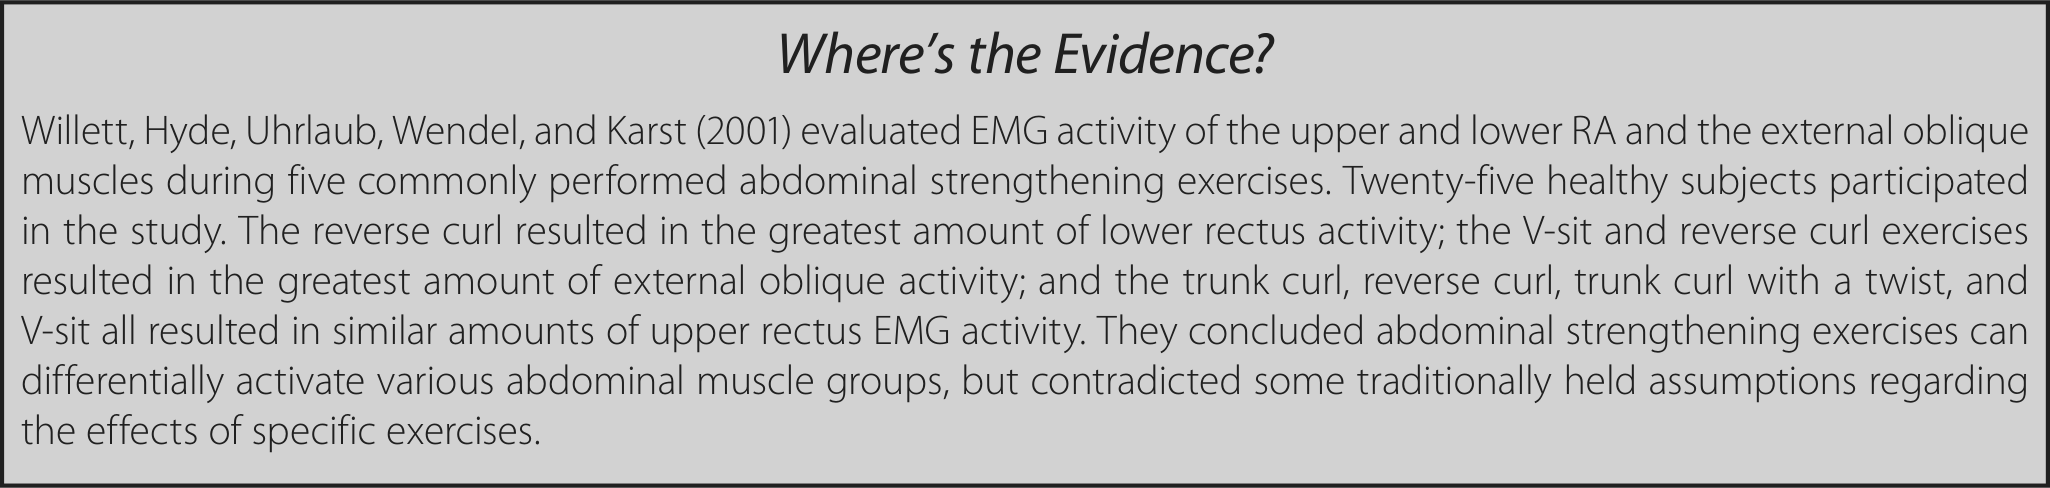 Where’s the Evidence?
Willett, Hyde, Uhrlaub, Wendel, and Karst (2001) evaluated EMG activity of the upper and lower RA and the external oblique
muscles during five commonly performed abdominal strengthening exercises. Twenty-five healthy subjects participated
in the study. The reverse curl resulted in the greatest amount of lower rectus activity; the V-sit and reverse curl exercises
resulted in the greatest amount of external oblique activity; and the trunk curl, reverse curl, trunk curl with a twist, and
V-sit all resulted in similar amounts of upper rectus EMG activity. They concluded abdominal strengthening exercises can
differentially activate various abdominal muscle groups, but contradicted some traditionally held assumptions regarding
the effects of specific exercises.